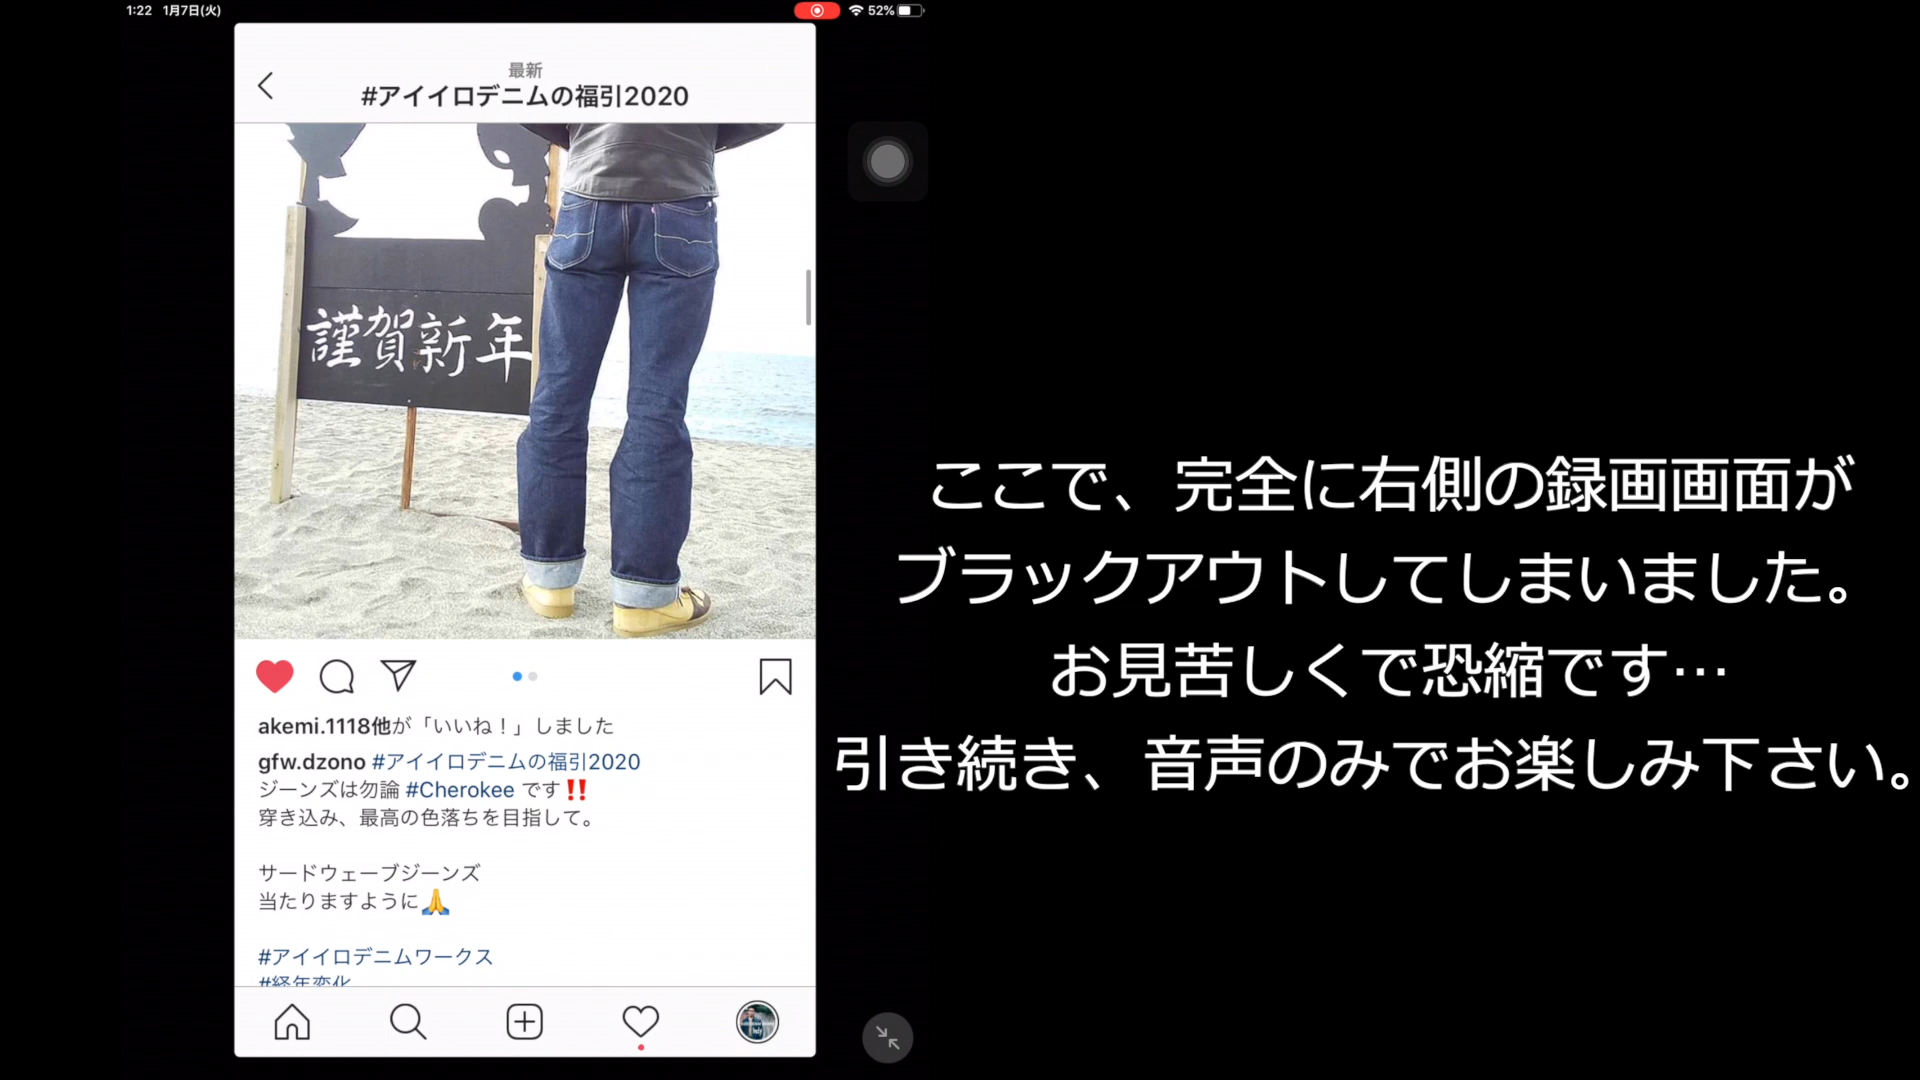 1:22 1月7日(火)
52%
最新
#アイイロデニムの福引2020
謹賀新年
akemi.1118他が「いいね！」しました
gfw.dzono #アイイロデニムの福引2020
ジーンズは勿論 #Cherokee です‼️
穿き込み、最高の色落ちを目指して。
サードウェーブジーンズ
当たりますように🙏
#アイイロデニムワークス
#経年変化
ここで、完全に右側の録画画面が
ブラックアウトしてしまいました。
お見苦しくで恐縮です…
引き続き、音声のみでお楽しみ下さい。